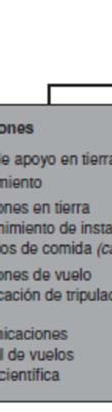 ones
e apoyo en tierra
miento
ones en tierra
nimiento de insta
os de comida (ca
ones de vuelo
cación de tripulac
nicaciones
l de vuelos
científica